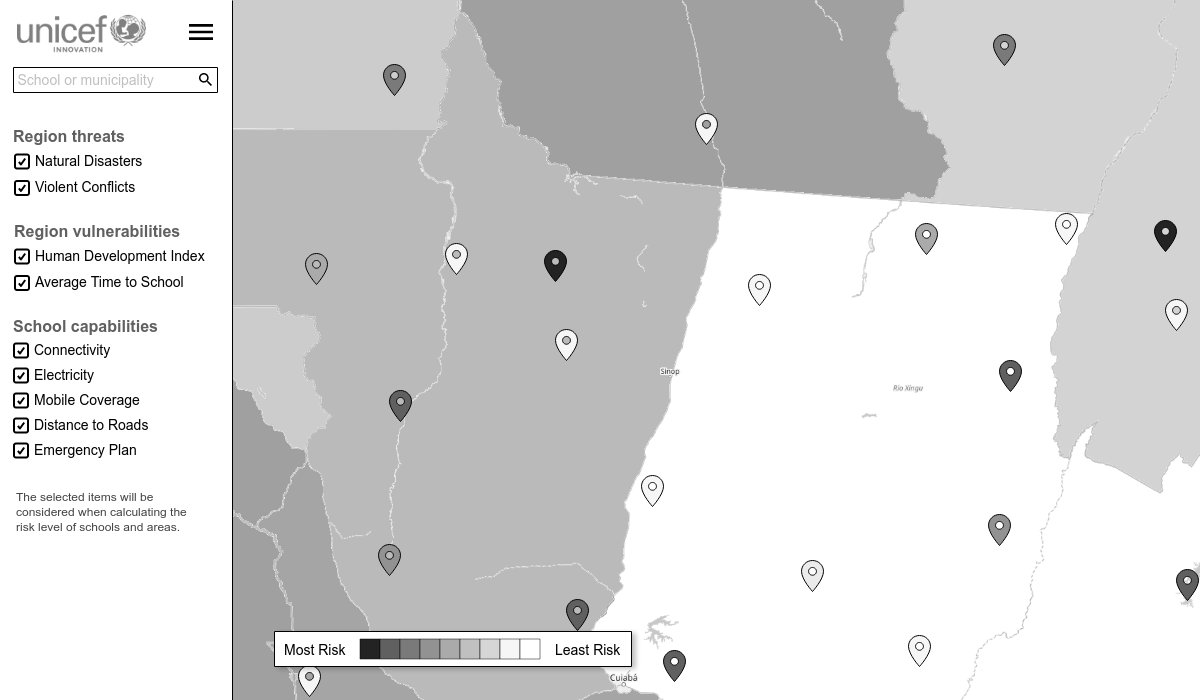 unicef
INNOVATION
School or municipality
Region threats
Natural Disasters
Violent Conflicts
Region vulnerabilities
Human Development Index
Average Time to School
School capabilities
Connectivity
Electricity
Mobile Coverage
Distance to Roads
Emergency Plan
The selected items will be
considered when calculating the
risk level of schools and areas.
Sinop
Rio Xingu
Most Risk
Least Risk
Cuiabá